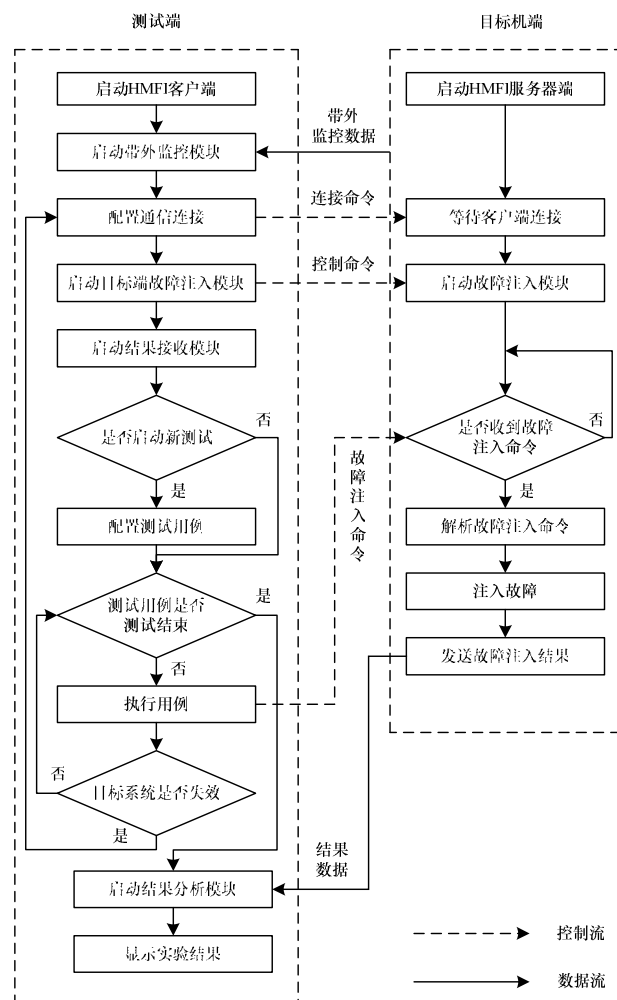 测试端
目标机端
启动HMFI客户端
启动HMFI服务器端
带外
监控数据
启动带外监控模块
连接命令
配置通信连接
等待客户端连接
控制命令
启动目标端故障注入模块
启动故障注入模块
启动结果接收模块
否
是否启动新测试
是否收到故障
注入命令
否
故障注入命令
是
是
配置测试用例
解析故障注入命令
测试用例是否
测试结束
是
注入故障
否
发送故障注入结果
执行用例
否
目标系统是否失效
是
结果
数据
启动结果分析模块
显示实验结果
控制流
数据流